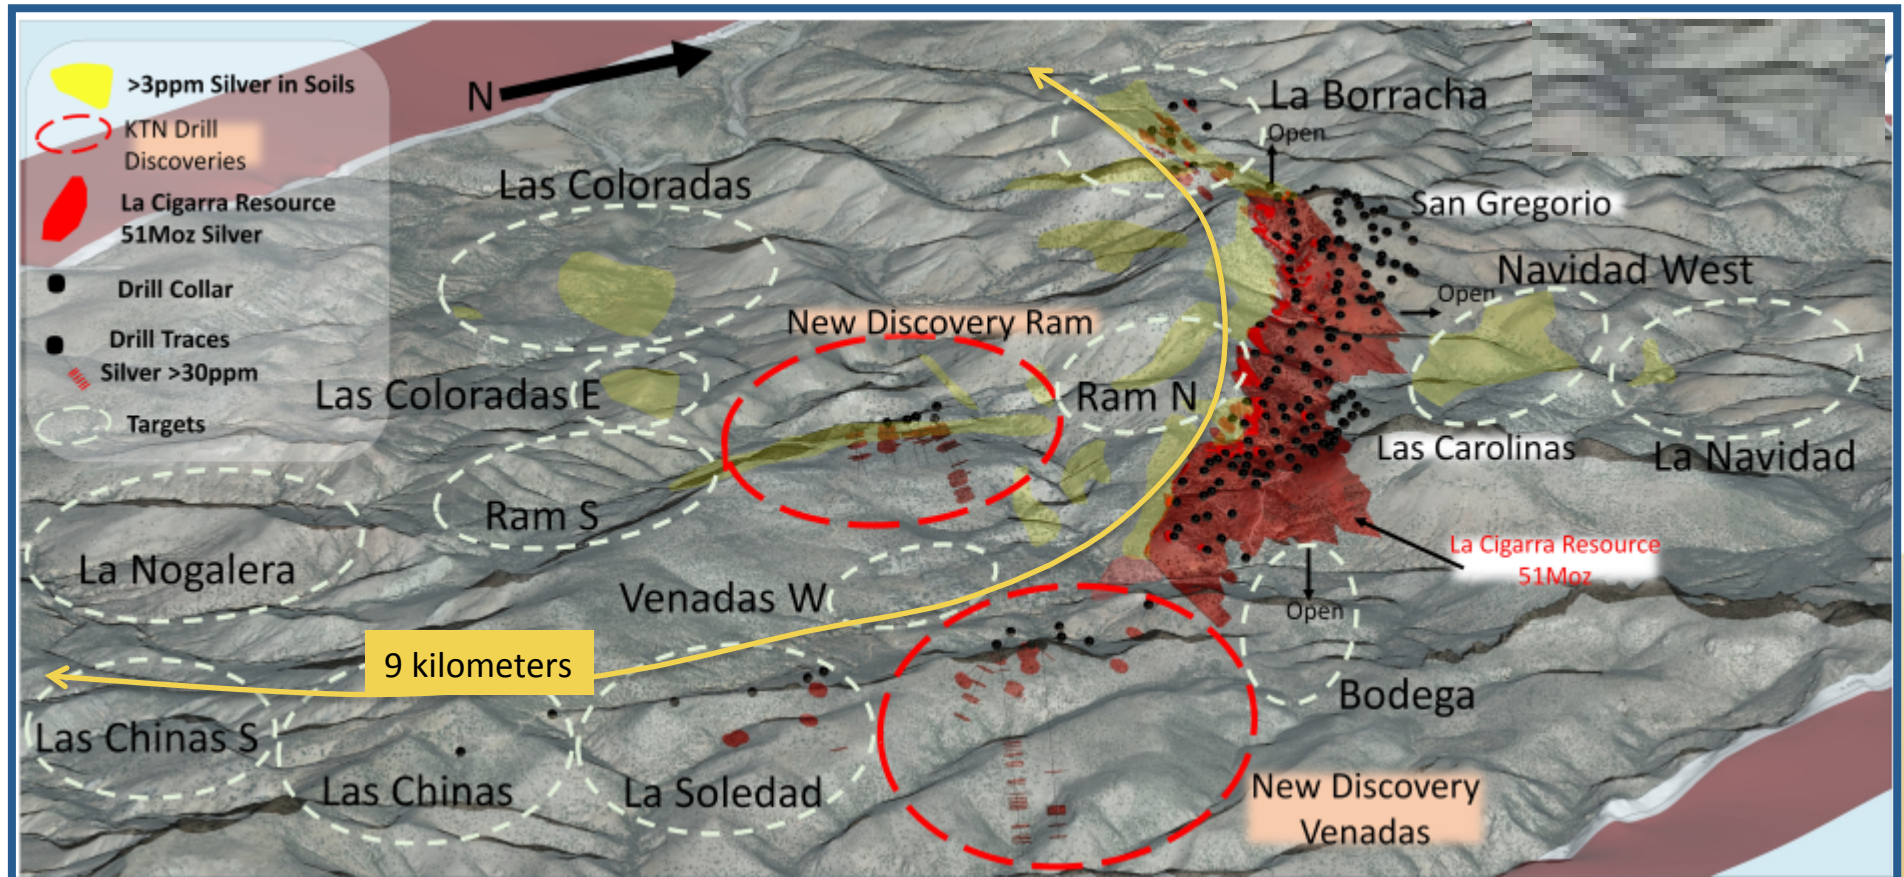 >3ppm Silver in Soils
KTN Drill
Discoveries
La Cigarra Resource
51Moz Silver
Drill Collar
Drill Traces
Silver >30ppm
Targets
N
La Borracha
Open
Las Coloradas
San Gregorio
Navidad West
Open
New Discovery Ram
Las Coloradas E
Ram N
Las Carolinas
La Navidad
Ram S
La Cigarra Resource
51Moz
La Nogalera
Venadas W
Open
9 kilometers
Bodega
Las Chinas S
Las Chinas
La Soledad
New Discovery
Venadas